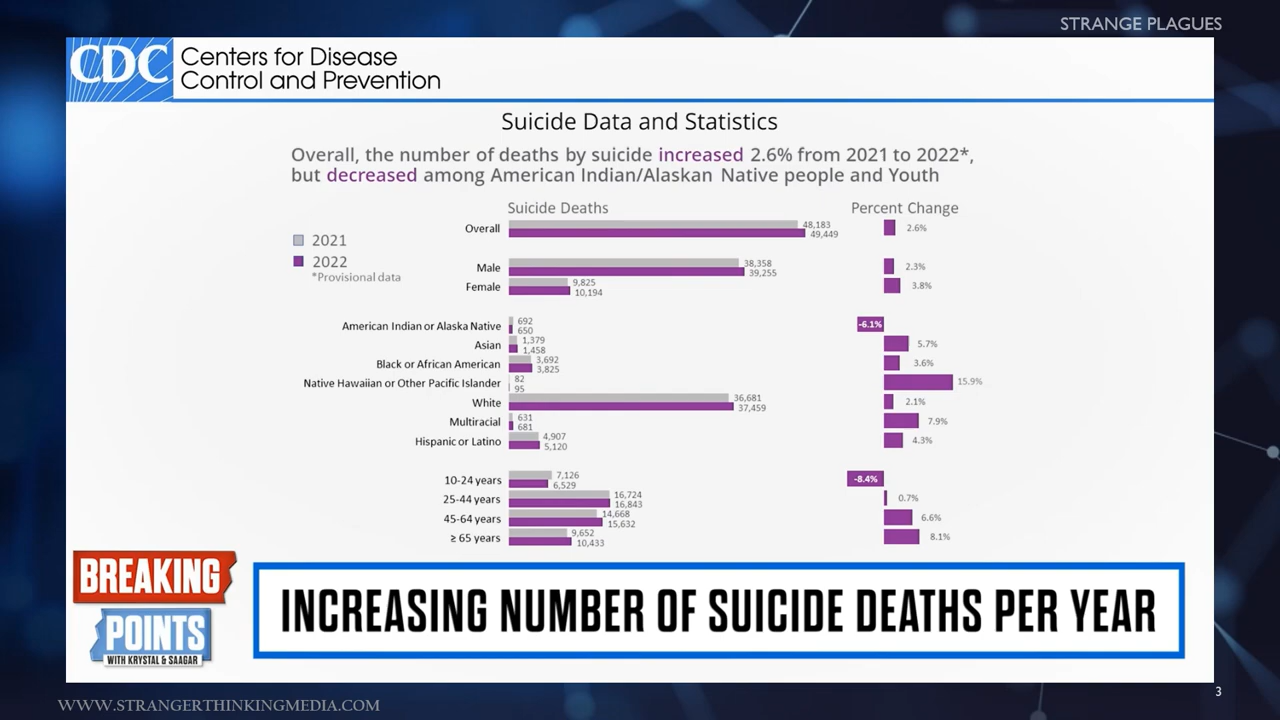 STRANGE PLAGUES
CDC
Centers for Disease
Control and Prevention
Suicide Data and Statistics
Overall, the number of deaths by suicide increased 2.6% from 2021 to 2022*,
but decreased among American Indian/Alaskan Native people and Youth
Suicide Deaths
Percent Change
2021
2022
*Provisional data
Overall 48,183 2.6%
49,449
Male 38,358 2.3%
39,255
Female 9,825 3.8%
10,194
American Indian or Alaska Native 692 -6.1%
650
Asian 1,379 5.7%
1,458
Black or African American 3,692 3.6%
3,825
Native Hawaiian or Other Pacific Islander 82 15.9%
95
White 36,681 2.1%
37,459
Multiracial 631 7.9%
681
Hispanic or Latino 4,907 4.3%
5,120
10-24 years 7,126 -8.4%
6,529
25-44 years 16,724 0.7%
16,843
45-64 years 14,668 6.6%
15,632
≥ 65 years 9,652 8.1%
10,433
BREAKING
POINTS
WITH KRYSTAL & SAAGAR
INCREASING NUMBER OF SUICIDE DEATHS PER YEAR
3
WWW.STRANGERTHINKINGMEDIA.COM